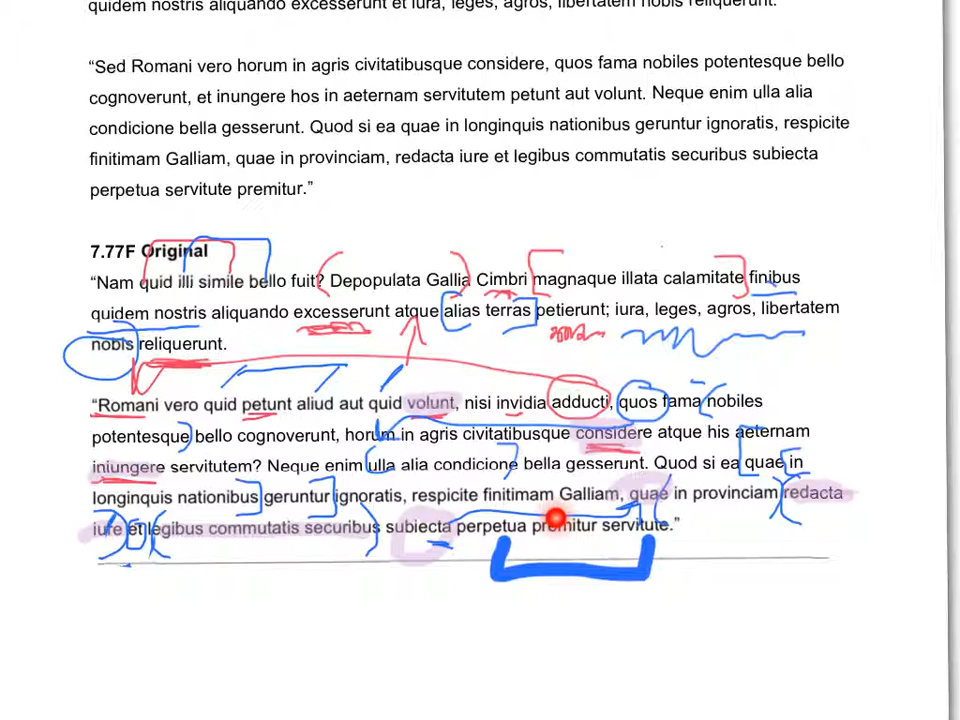 quidem nostris aliquando excesserunt et iura, leges, agros, libertatem nobis reliquerunt.
“Sed Romani vero horum in agris civitatibusque considere, quos fama nobiles potentesque bello
cognoverunt, et inungere hos in aeternam servitutem petunt aut volunt. Neque enim ulla alia
condicione bella gesserunt. Quod si ea quae in longinquis nationibus geruntur ignoratis, respicite
finitimam Galliam, quae in provinciam, redacta iure et legibus commutatis securibus subiecta
perpetua servitute premitur.”
7.77F Original
“Nam quid illi simile bello fuit? Depopulata Gallia Cimbri magnaque illata calamitate finibus
quidem nostris aliquando excesserunt atque alias terras petierunt; iura, leges, agros, libertatem
nobis reliquerunt.
“Romani vero quid petunt aliud aut quid volunt, nisi invidia adducti, quos fama nobiles
potentesque bello cognoverunt, horum in agris civitatibusque considere atque his aeternam
iniungere servitutem? Neque enim ulla alia condicione bella gesserunt. Quod si ea quae in
longinquis nationibus geruntur ignoratis, respicite finitimam Galliam, quae in provinciam redacta
iure et legibus commutatis securibus subiecta perpetua premitur servitute.”